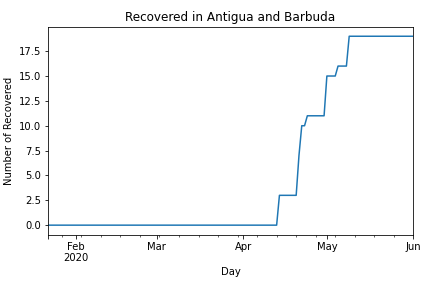 Recovered in Antigua and Barbuda
Number of Recovered
17.5
15.0
12.5
10.0
7.5
5.0
2.5
0.0
Feb Mar Apr May Jun
2020
Day